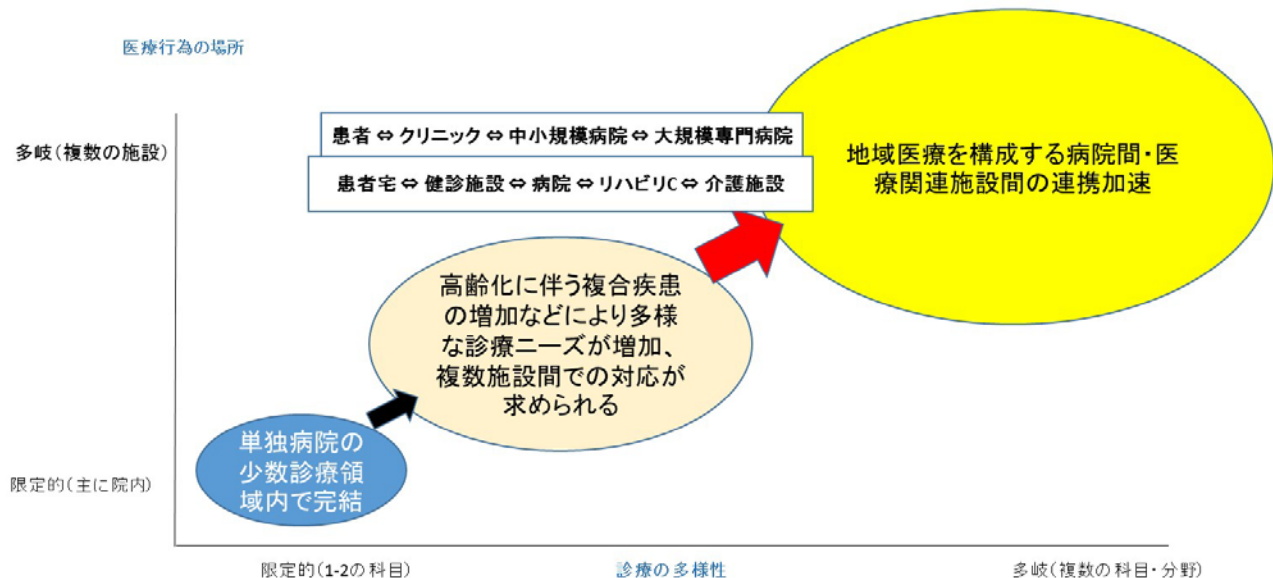 医療行為の場所
多岐(複数の施設)
患者 ⇔ クリニック ⇔ 中小規模病院 ⇔ 大規模専門病院
患者宅 ⇔ 健診施設 ⇔ 病院 ⇔ リハビリC ⇔ 介護施設
地域医療を構成する病院間・医
療関連施設間の連携加速
高齢化に伴う複合疾患
の増加などにより多様
な診療ニーズが増加、
複数施設間での対応が
求められる
単独病院の
少数診療領
域内で完結
限定的(主に院内)
限定的(1-2の科目)
診療の多様性
多岐(複数の科目・分野)